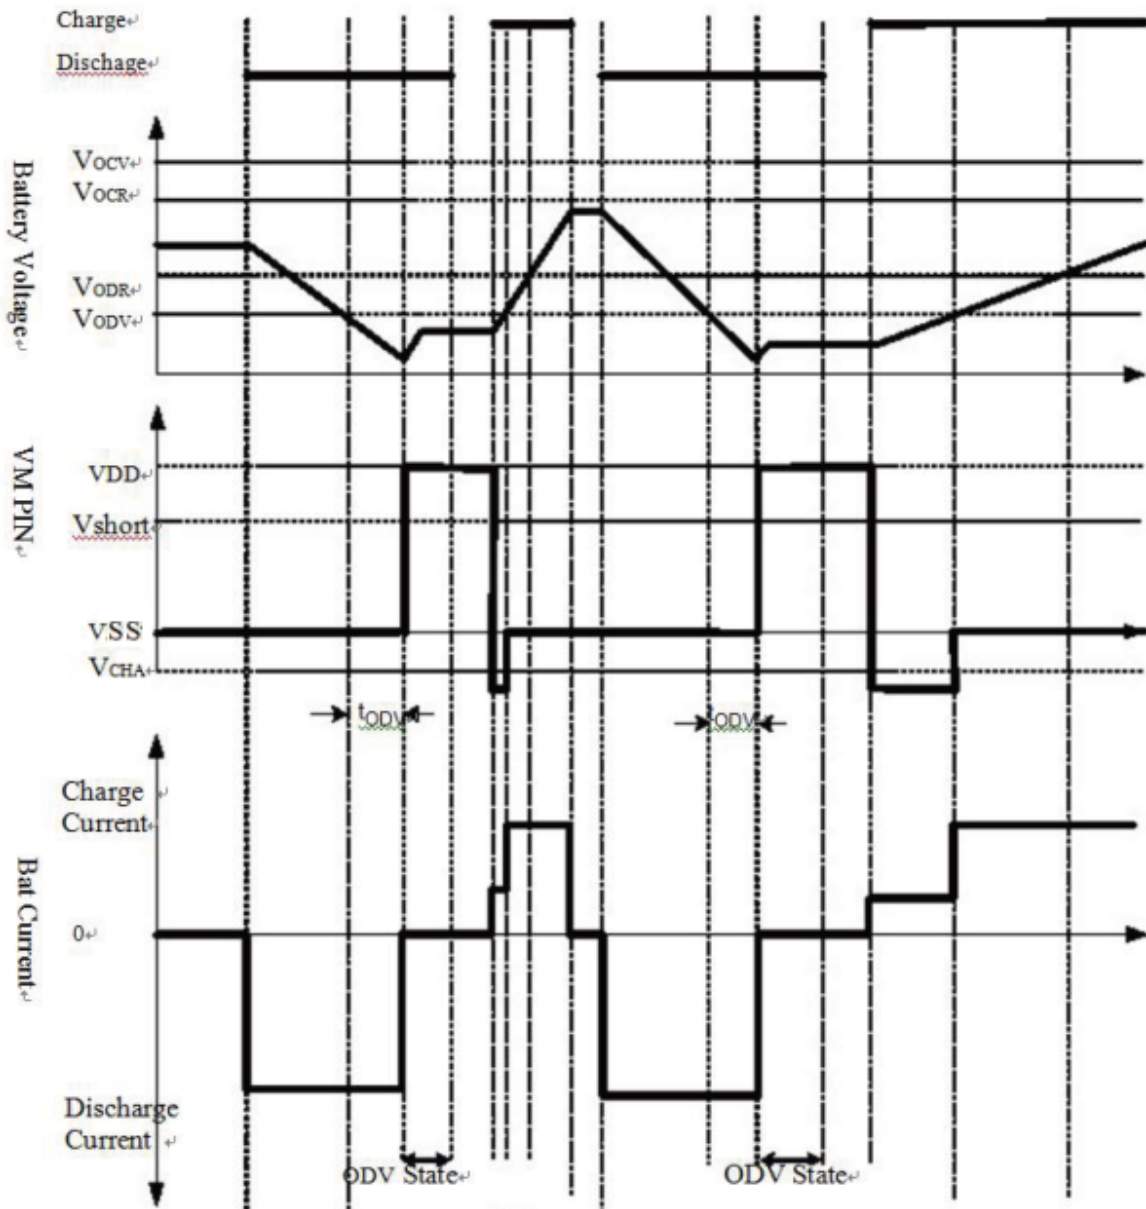 Charge↵
Dischage↵
Battery Voltage↵
VOCV↵
VOCR↵
VODR↵
VODV↵
VM PIN↵
VDD↵
Vshort↵
VSS
VCHA↵
tODV
tODV
Bat Current↵
Charge ↵
Current↵
0↵
Discharge
Current ↵
ODV State↵
ODV State↵